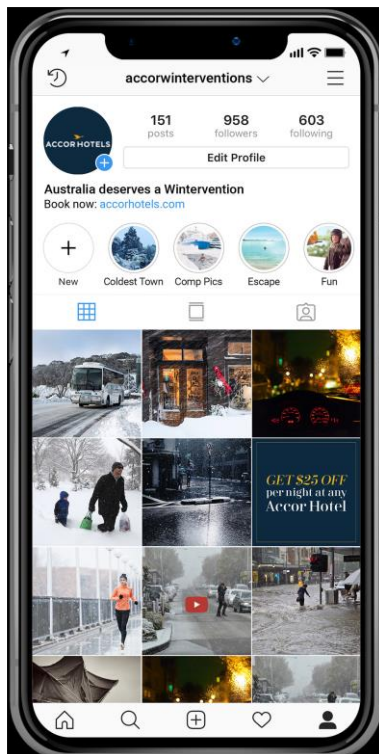 accorwinterventions
ACCOR HOTELS
151 958 603
posts followers following
Edit Profile
Australia deserves a Wintervention
Book now: accorhotels.com
New Coldest Town Comp Pics Escape Fun
GET $25 OFF
per night at any
Accor Hotel